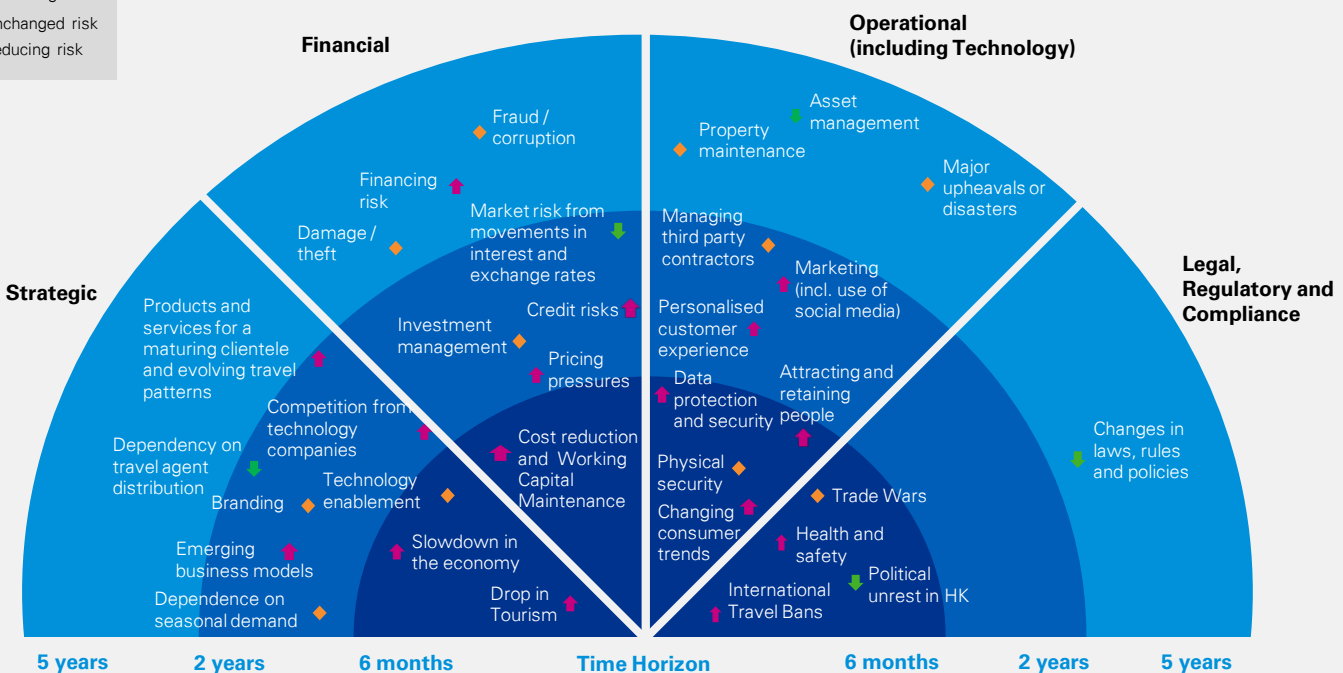 risk
risk
Financial
Operational
(including Technology)
Strategic
Legal,
Regulatory and
Compliance
Fraud /
corruption
Financing
risk
Damage /
theft
Market risk from
movements in
interest and
exchange rates
Credit risks
Investment
management
Pricing
pressures
Cost reduction
and Working
Capital
Maintenance
Asset
management
Property
maintenance
Major
upheavals or
disasters
Managing
third party
contractors
Marketing
(incl. use of
social media)
Personalised
customer
experience
Attracting and
retaining
people
Data
protection
and security
Physical
security
Changing
consumer
trends
Products and
services for a
maturing clientele
and evolving travel
patterns
Competition from
technology
companies
Dependency on
travel agent
distribution
Technology
enablement
Branding
Emerging
business models
Slowdown in
the economy
Dependence on
seasonal demand
Drop in
Tourism
Changes in
laws, rules
and policies
Trade Wars
Health and
safety
Political
unrest in HK
International
Travel Bans
5 years
2 years
6 months
Time Horizon
6 months
2 years
5 years